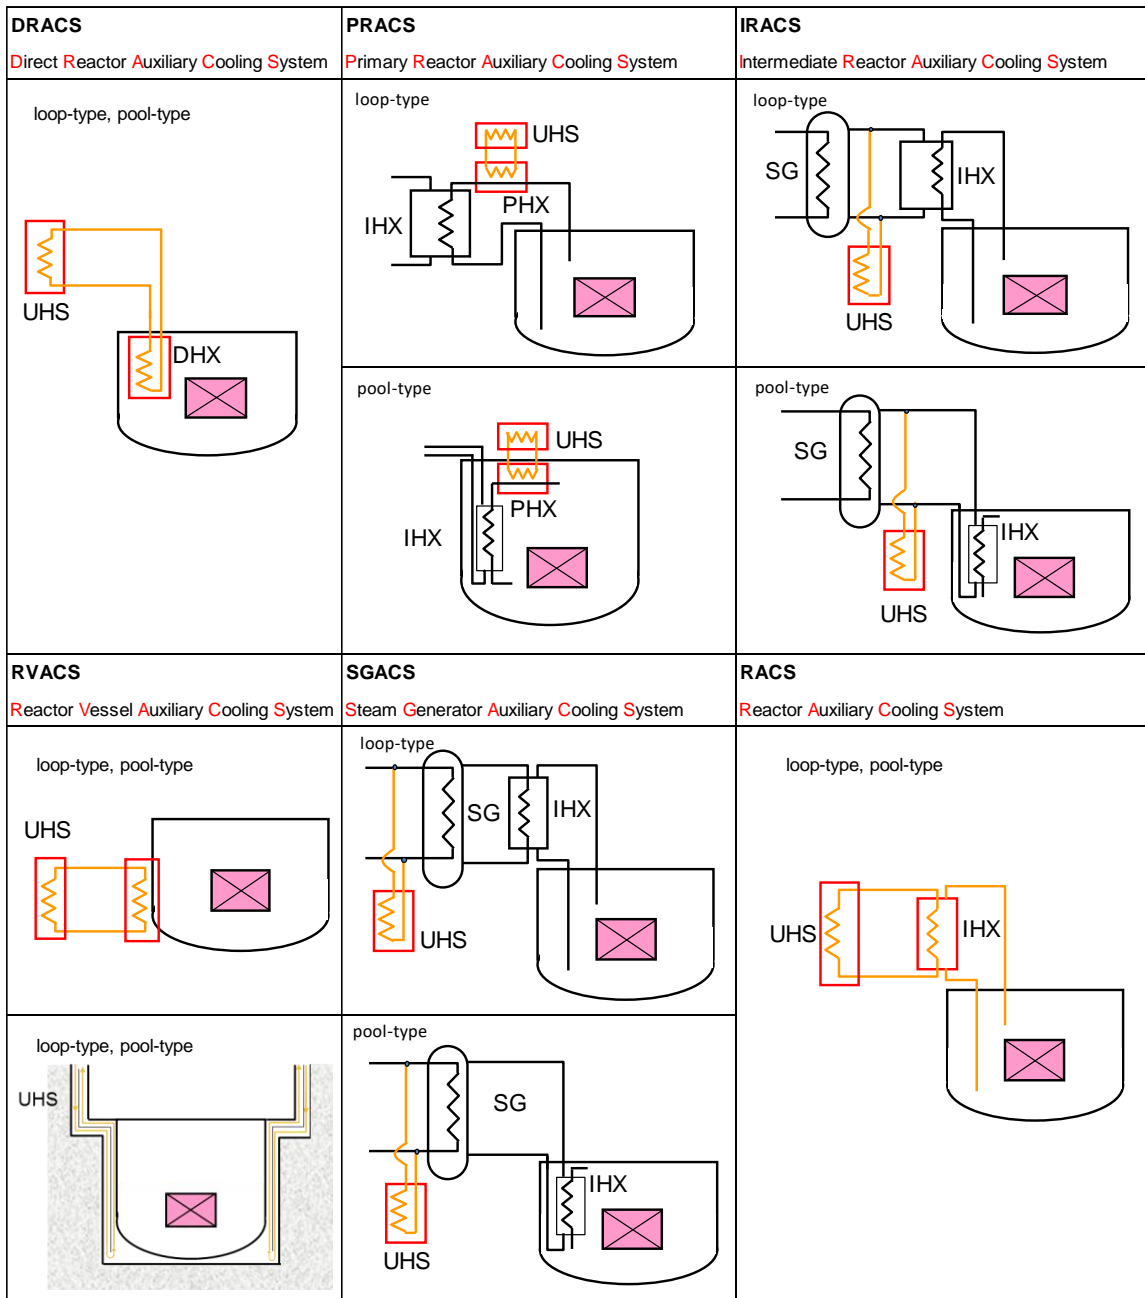 DRACS
Direct Reactor Auxiliary Cooling System
loop-type, pool-type
UHS
DHX
PRACS
Primary Reactor Auxiliary Cooling System
loop-type
UHS
PHX
IHX
pool-type
UHS
PHX
IHX
IRACS
Intermediate Reactor Auxiliary Cooling System
loop-type
SG
IHX
UHS
pool-type
SG
IHX
UHS
RVACS
Reactor Vessel Auxiliary Cooling System
loop-type, pool-type
UHS
loop-type, pool-type
UHS
SGACS
Steam Generator Auxiliary Cooling System
loop-type
SG
IHX
UHS
pool-type
SG
IHX
UHS
RACS
Reactor Auxiliary Cooling System
loop-type, pool-type
UHS
IHX